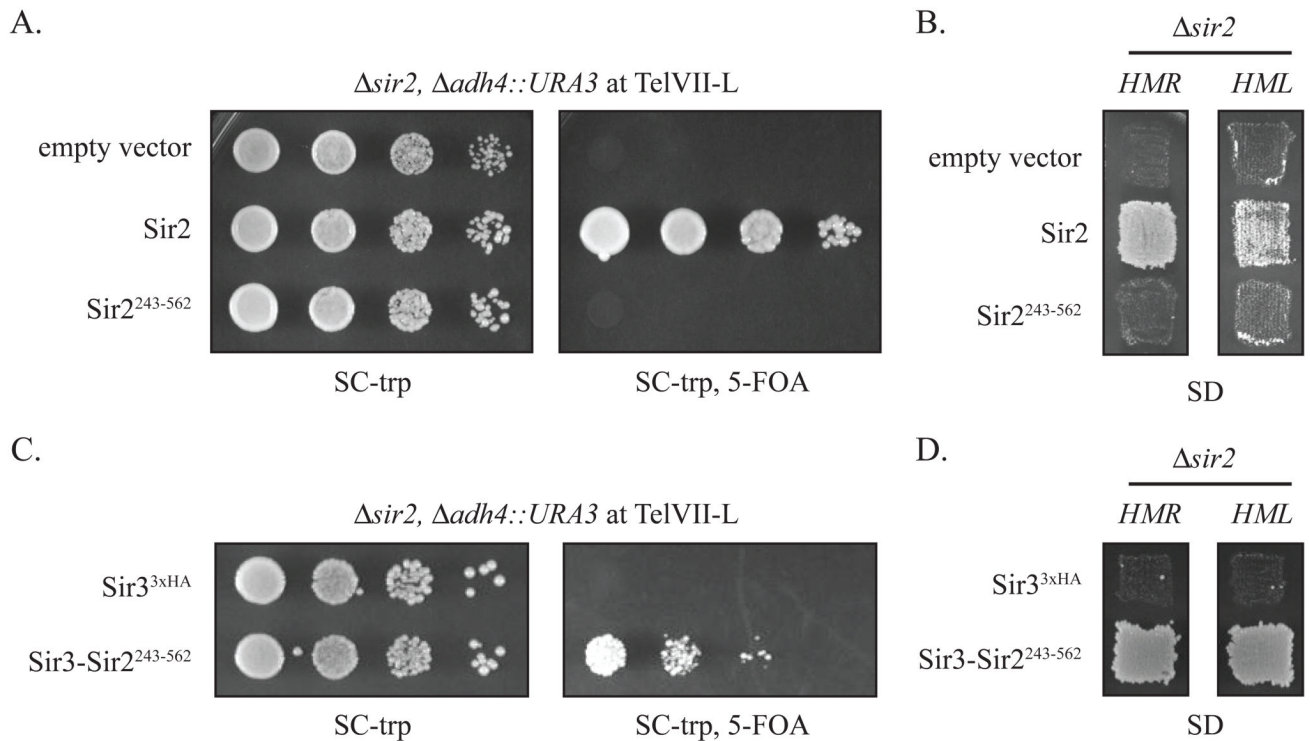 A.
Δsir2, Δadh4::URA3 at TelVII-L
empty vector
Sir2
Sir2²⁴³⁻⁵⁶²
SC-trp
SC-trp, 5-FOA
B.
Δsir2
HMR HML
empty vector
Sir2
Sir2²⁴³⁻⁵⁶²
SD
C.
Δsir2, Δadh4::URA3 at TelVII-L
Sir3³ˣᴴᴬ
Sir3-Sir2²⁴³⁻⁵⁶²
SC-trp
SC-trp, 5-FOA
D.
Δsir2
HMR HML
Sir3³ˣᴴᴬ
Sir3-Sir2²⁴³⁻⁵⁶²
SD